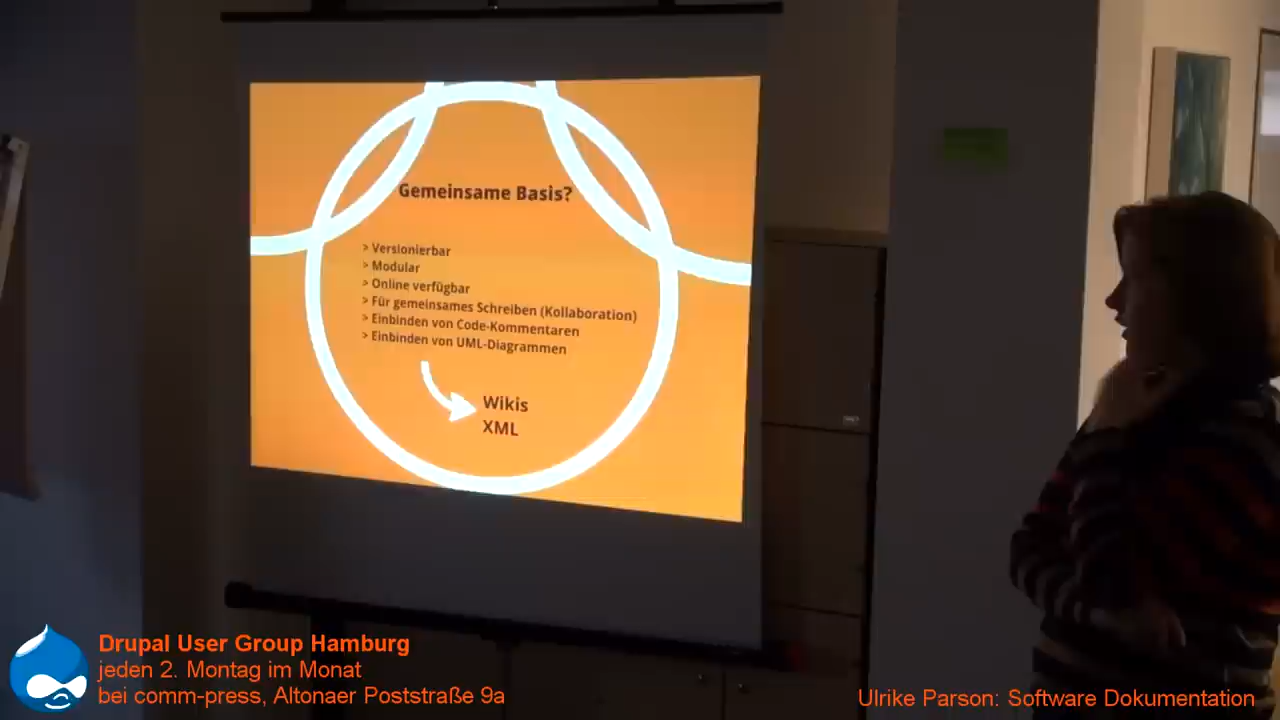 Gemeinsame Basis?
> Versionierbar
> Modular
> Online verfügbar
> Für gemeinsames Schreiben (Kollaboration)
> Einbinden von Code-Kommentaren
> Einbinden von UML-Diagrammen
Wikis
XML
Drupal User Group Hamburg
jeden 2. Montag im Monat
bei comm-press, Altonaer Poststraße 9a
Ulrike Parson: Software Dokumentation